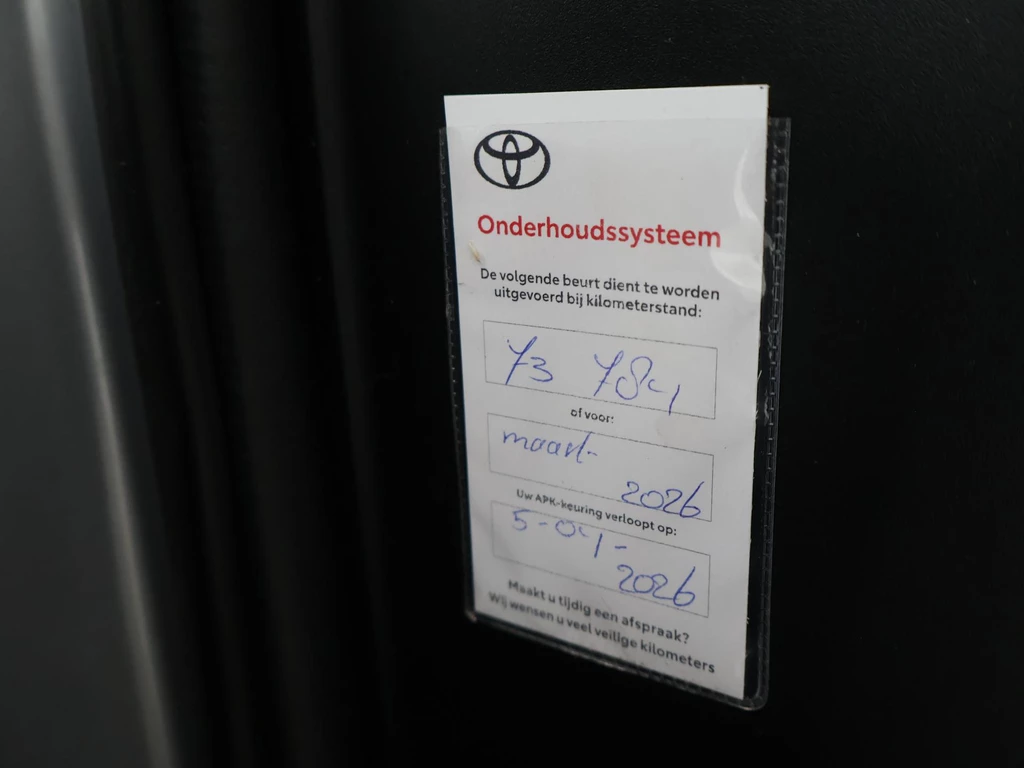 Onderhoudssysteem
De volgende beurt dient te worden
uitgevoerd bij kilometerstand:
73 784
of voor:
maart-
2026
Uw APK-keuring verloopt op:
5-04-
2026
Maakt u tijdig een afspraak?
Wij wensen u veel veilige kilometers